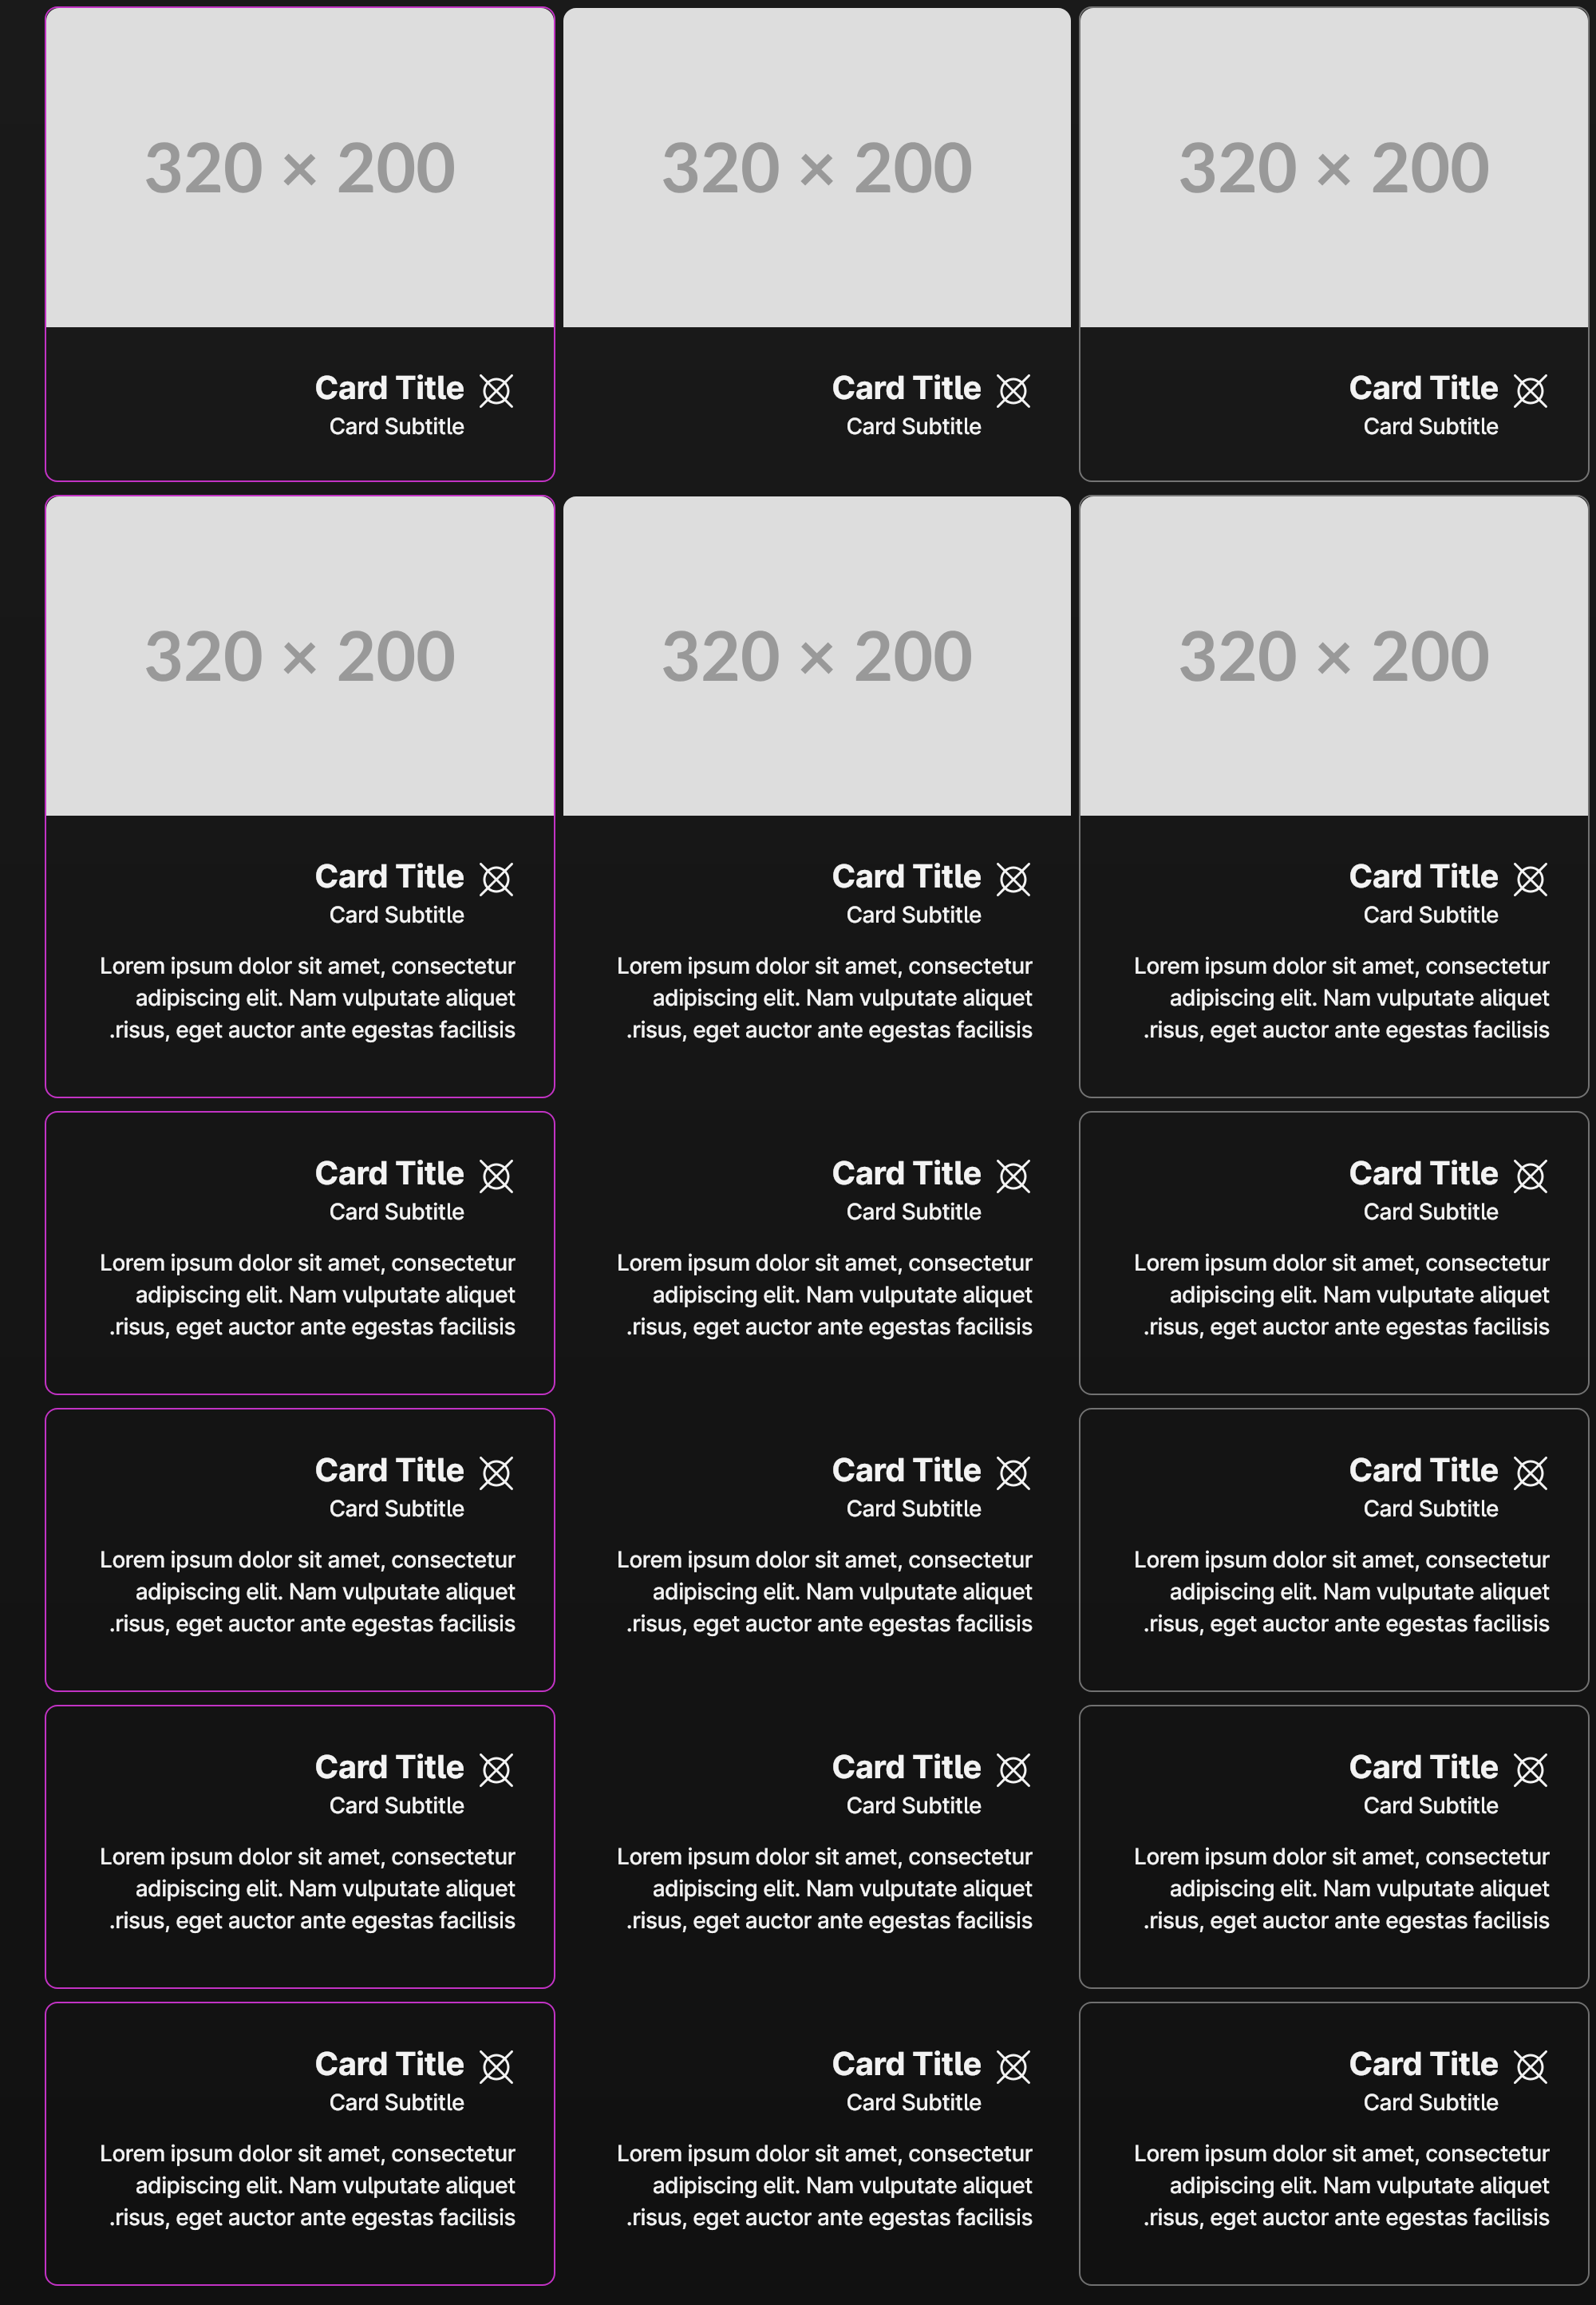 320 × 200
Card Title
Card Subtitle
320 × 200
Card Title
Card Subtitle
320 × 200
Card Title
Card Subtitle
320 × 200
Card Title
Card Subtitle
Lorem ipsum dolor sit amet, consectetur
adipiscing elit. Nam vulputate aliquet
.risus, eget auctor ante egestas facilisis
320 × 200
Card Title
Card Subtitle
Lorem ipsum dolor sit amet, consectetur
adipiscing elit. Nam vulputate aliquet
.risus, eget auctor ante egestas facilisis
320 × 200
Card Title
Card Subtitle
Lorem ipsum dolor sit amet, consectetur
adipiscing elit. Nam vulputate aliquet
.risus, eget auctor ante egestas facilisis
Card Title
Card Subtitle
Lorem ipsum dolor sit amet, consectetur
adipiscing elit. Nam vulputate aliquet
.risus, eget auctor ante egestas facilisis
Card Title
Card Subtitle
Lorem ipsum dolor sit amet, consectetur
adipiscing elit. Nam vulputate aliquet
.risus, eget auctor ante egestas facilisis
Card Title
Card Subtitle
Lorem ipsum dolor sit amet, consectetur
adipiscing elit. Nam vulputate aliquet
.risus, eget auctor ante egestas facilisis
Card Title
Card Subtitle
Lorem ipsum dolor sit amet, consectetur
adipiscing elit. Nam vulputate aliquet
.risus, eget auctor ante egestas facilisis
Card Title
Card Subtitle
Lorem ipsum dolor sit amet, consectetur
adipiscing elit. Nam vulputate aliquet
.risus, eget auctor ante egestas facilisis
Card Title
Card Subtitle
Lorem ipsum dolor sit amet, consectetur
adipiscing elit. Nam vulputate aliquet
.risus, eget auctor ante egestas facilisis
Card Title
Card Subtitle
Lorem ipsum dolor sit amet, consectetur
adipiscing elit. Nam vulputate aliquet
.risus, eget auctor ante egestas facilisis
Card Title
Card Subtitle
Lorem ipsum dolor sit amet, consectetur
adipiscing elit. Nam vulputate aliquet
.risus, eget auctor ante egestas facilisis
Card Title
Card Subtitle
Lorem ipsum dolor sit amet, consectetur
adipiscing elit. Nam vulputate aliquet
.risus, eget auctor ante egestas facilisis
Card Title
Card Subtitle
Lorem ipsum dolor sit amet, consectetur
adipiscing elit. Nam vulputate aliquet
.risus, eget auctor ante egestas facilisis
Card Title
Card Subtitle
Lorem ipsum dolor sit amet, consectetur
adipiscing elit. Nam vulputate aliquet
.risus, eget auctor ante egestas facilisis
Card Title
Card Subtitle
Lorem ipsum dolor sit amet, consectetur
adipiscing elit. Nam vulputate aliquet
.risus, eget auctor ante egestas facilisis